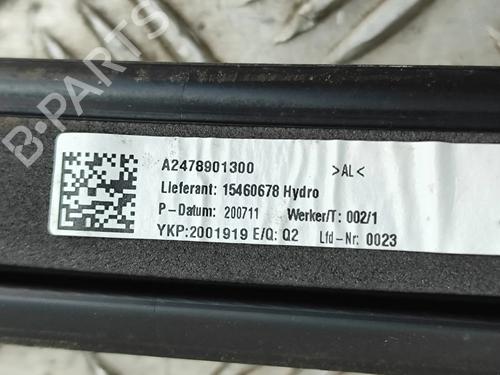 A2478901300 >AL<
Lieferant: 15460678 Hydro
P-Datum: 200711 Werker/T: 002/1
YKP:2001919 E/Q: Q2 Lfd-Nr: 0023
B-PARTS